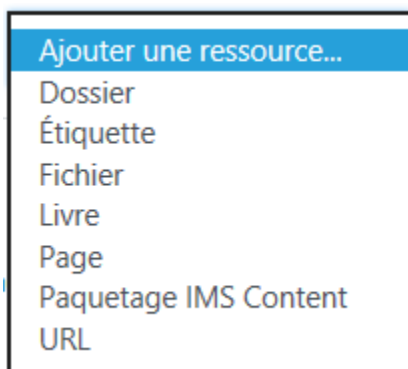 Ajouter une ressource...
Dossier
Étiquette
Fichier
Livre
Page
Paquetage IMS Content
URL